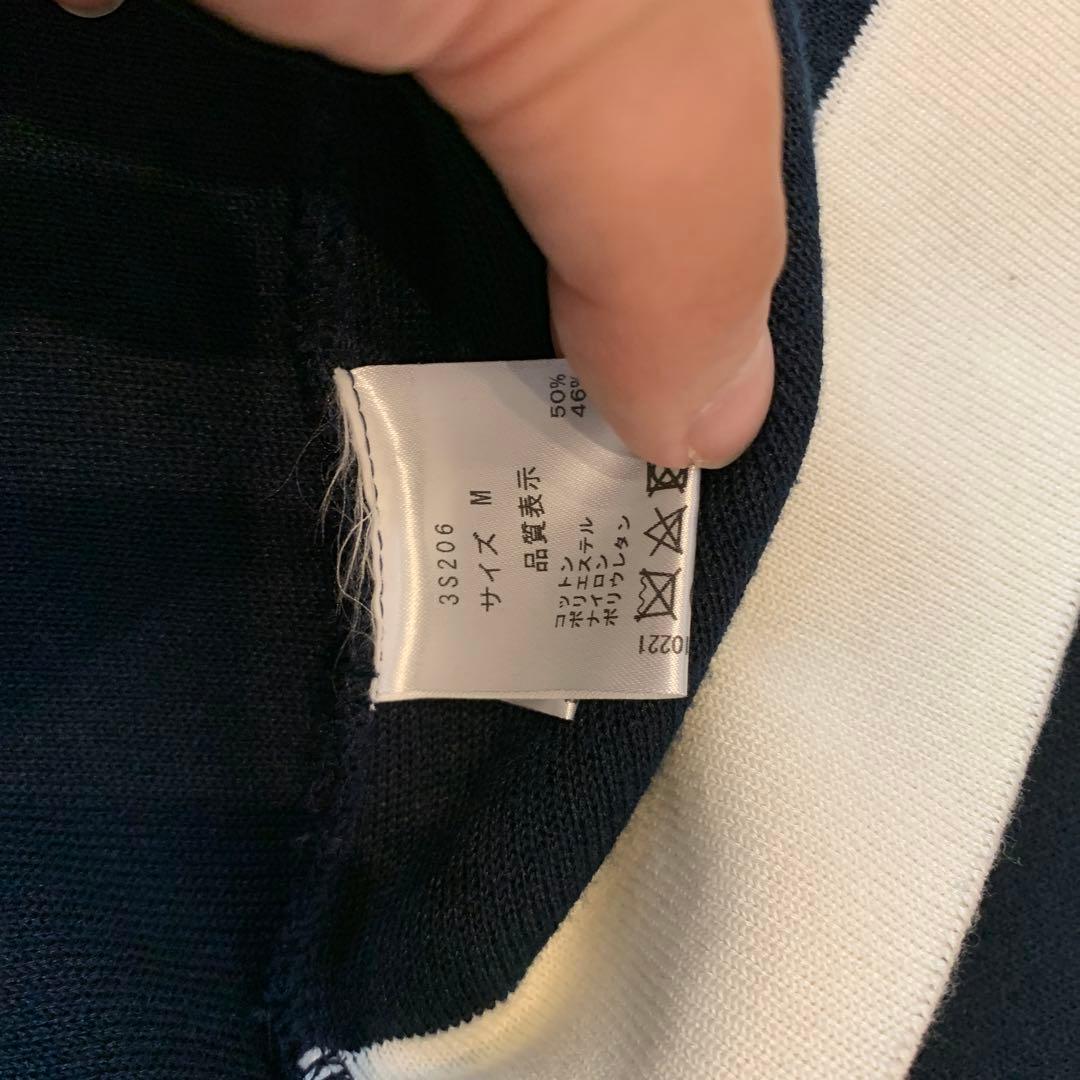 3S206
サイズ M
品質表示
コットン 50%
ポリエステル 46%
ナイロン
ポリウレタン
10221